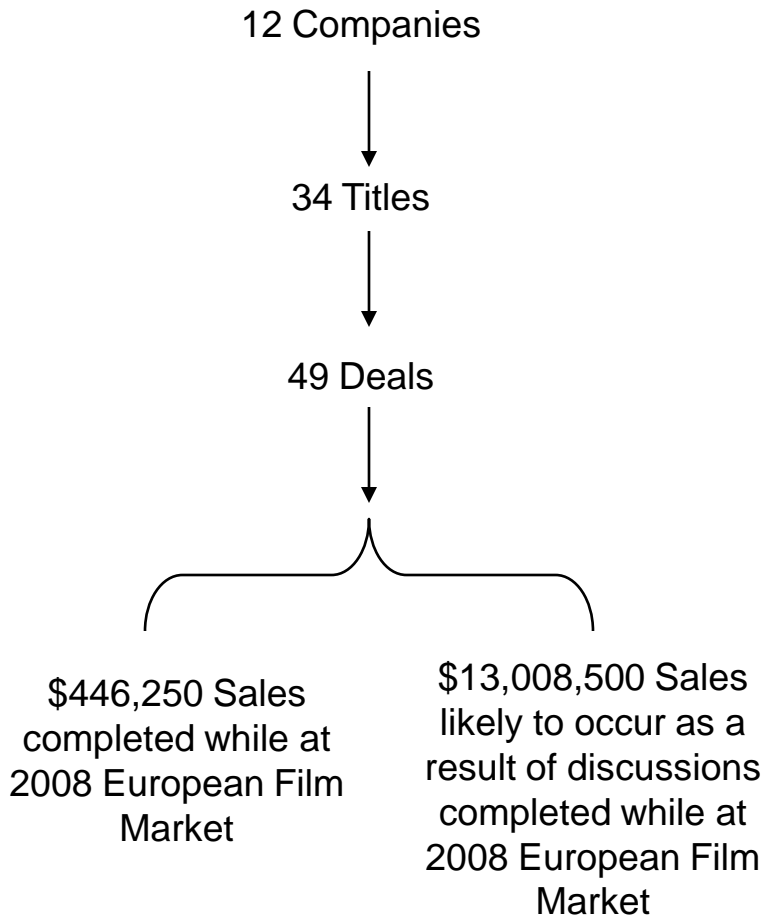 12 Companies
34 Titles
49 Deals
$446,250 Sales
completed while at
2008 European Film
Market
$13,008,500 Sales
likely to occur as a
result of discussions
completed while at
2008 European Film
Market